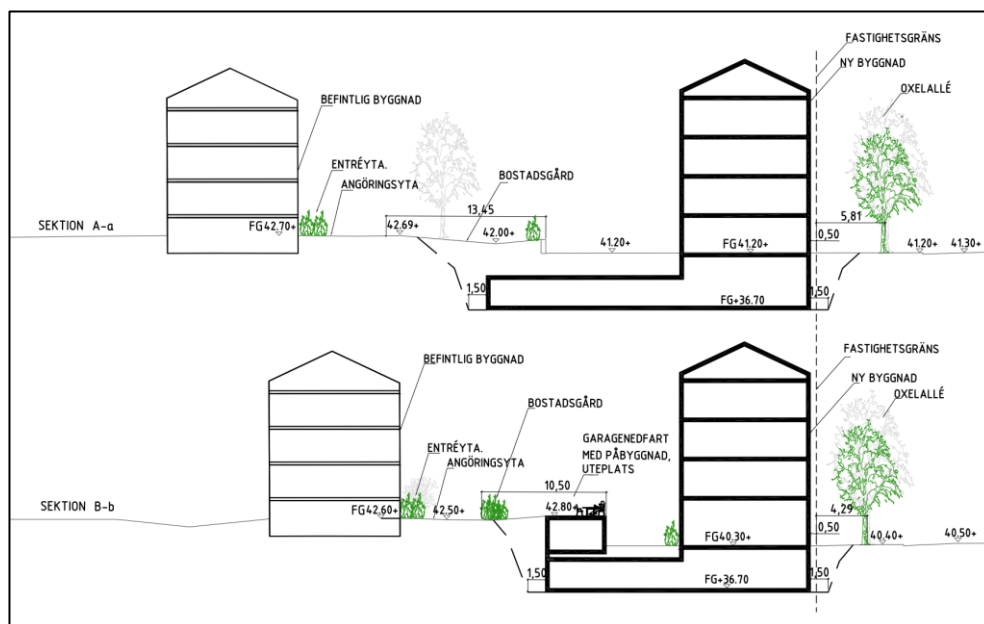 FASTIGHETSGRÄNS
NY BYGGNAD
OXELALLÉ
BEFINTLIG BYGGNAD
ENTRÉYTA.
ANGÖRINGSYTA
BOSTADSGÅRD
13,45
5,81
SEKTION A-a
FG42.70+
42.69+
42.00+
41.20+
FG41.20+
0,50
41.20+
41.30+
1,50
FG+36.70
1,50
FASTIGHETSGRÄNS
BEFINTLIG BYGGNAD
NY BYGGNAD
OXELALLÉ
BOSTADSGÅRD
GARAGENEDFART
MED PÅBYGGNAD,
UTEPLATS
ENTRÉYTA.
ANGÖRINGSYTA
10,50
SEKTION B-b
FG42.60+
42.50+
42.80+
4,29
FG40.30+
0,50
40.40+
40.50+
1,50
FG+36.70
1,50